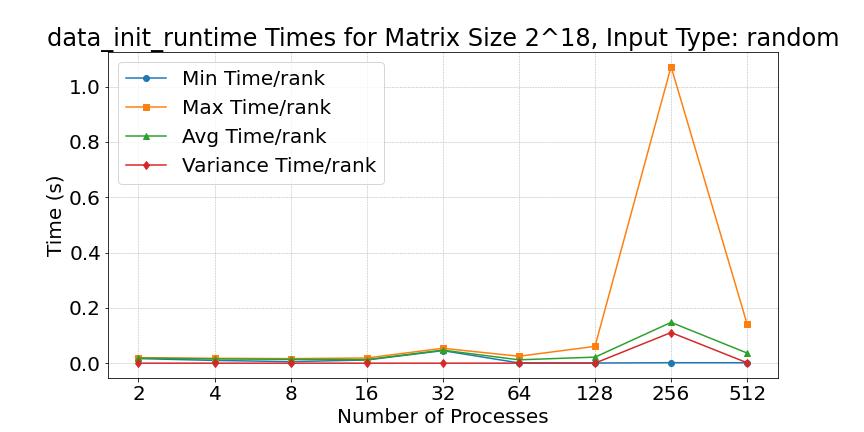 data_init_runtime Times for Matrix Size 2^18, Input Type: random
Min Time/rank
Max Time/rank
Avg Time/rank
Variance Time/rank
Time (s)
1.0
0.8
0.6
0.4
0.2
0.0
2 4 8 16 32 64 128 256 512
Number of Processes